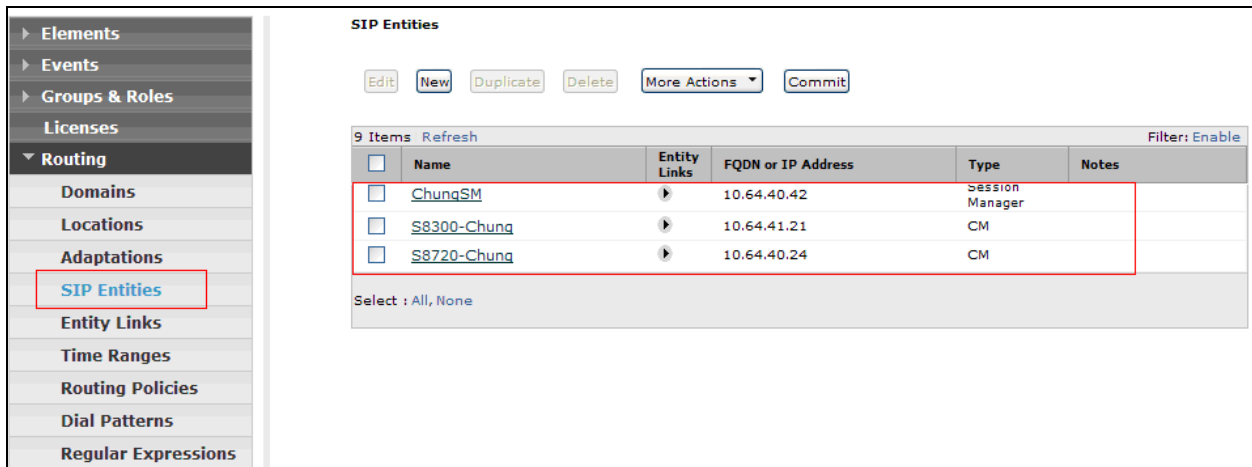 Elements
Events
Groups & Roles
Licenses
Routing
Domains
Locations
Adaptations
SIP Entities
Entity Links
Time Ranges
Routing Policies
Dial Patterns
Regular Expressions
SIP Entities
Edit New Duplicate Delete More Actions Commit
9 Items Refresh Filter: Enable
Name Entity Links FQDN or IP Address Type Notes
ChungSM 10.64.40.42 Session Manager
S8300-Chung 10.64.41.21 CM
S8720-Chung 10.64.40.24 CM
Select : All, None